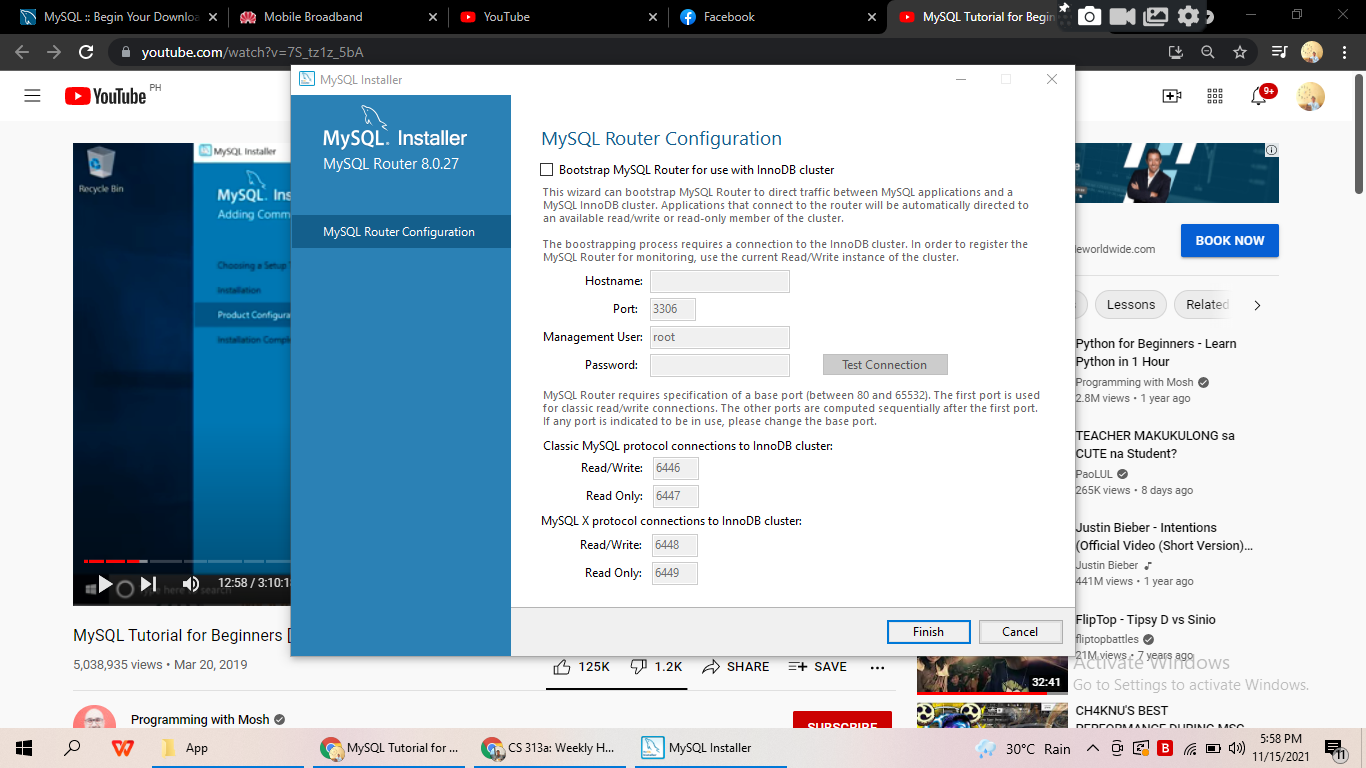 MySQL :: Begin Your Downloa
Mobile Broadband
YouTube
Facebook
MySQL Tutorial for Begin
youtube.com/watch?v=7S_tz1z_5bA
YouTube PH
9+
MySQL Installer
MySQL Installer
MySQL Router 8.0.27
MySQL Router Configuration
MySQL Router Configuration
Bootstrap MySQL Router for use with InnoDB cluster
This wizard can bootstrap MySQL Router to direct traffic between MySQL applications and a
MySQL InnoDB cluster. Applications that connect to the router will be automatically directed to
an available read/write or read-only member of the cluster.
The boostrapping process requires a connection to the InnoDB cluster. In order to register the
MySQL Router for monitoring, use the current Read/Write instance of the cluster.
Hostname:
Port: 3306
Management User: root
Password:
Test Connection
MySQL Router requires specification of a base port (between 80 and 65532). The first port is used
for classic read/write connections. The other ports are computed sequentially after the first port.
If any port is indicated to be in use, please change the base port.
Classic MySQL protocol connections to InnoDB cluster:
Read/Write: 6446
Read Only: 6447
MySQL X protocol connections to InnoDB cluster:
Read/Write: 6448
Read Only: 6449
Finish
Cancel
Recycle Bin
MySQL Installer
MySQL. Ins
Adding Comm
Choosing a Setup T
Installation
Product Configura
Installation Comple
12:58 / 3:10:1
MySQL Tutorial for Beginners [
5,038,935 views • Mar 20, 2019
125K
1.2K
SHARE
SAVE
Programming with Mosh
SUBSCRIBE
leworldwide.com
BOOK NOW
Lessons
Related
Python for Beginners - Learn
Python in 1 Hour
Programming with Mosh
2.8M views • 1 year ago
TEACHER MAKUKULONG sa
CUTE na Student?
PaoLUL
265K views • 8 days ago
Justin Bieber - Intentions
(Official Video (Short Version)...
Justin Bieber
441M views • 1 year ago
FlipTop - Tipsy D vs Sinio
fliptopbattles
21M views • 7 years ago
32:41
CH4KNU'S BEST
PERFORMANCE DURING MSC
Activate Windows
Go to Settings to activate Windows.
App
MySQL Tutorial for ...
CS 313a: Weekly H...
MySQL Installer
30°C Rain
5:58 PM
11/15/2021
11